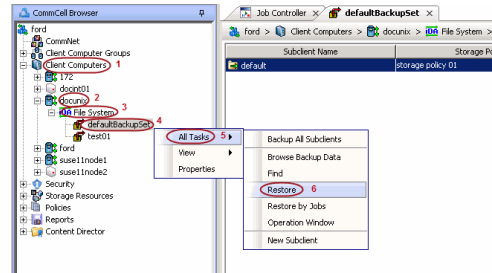 CommCell Browser
Job Controller
defaultBackupSet
ford
CommNet
Client Computer Groups
Client Computers 1
172
docint01
docunix 2
iDA File System 3
defaultBackupSet 4
test01
ford
suse11node1
suse11node2
Security
Storage Resources
Policies
Reports
Content Director
ford > Client Computers > docunix > iDA File System >
Subclient Name
Storage Po
default
storage policy 01
All Tasks 5
View
Properties
Backup All Subclients
Browse Backup Data
Find
Restore 6
Restore by Jobs
Operation Window
New Subclient